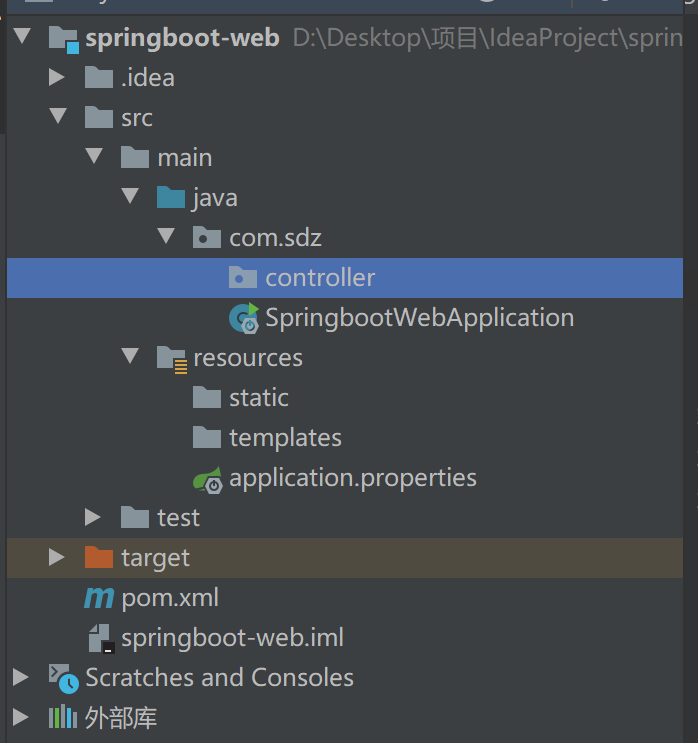 springboot-web D:\Desktop\项目\IdeaProject\sprin
.idea
src
main
java
com.sdz
controller
SpringbootWebApplication
resources
static
templates
application.properties
test
target
pom.xml
springboot-web.iml
Scratches and Consoles
外部库